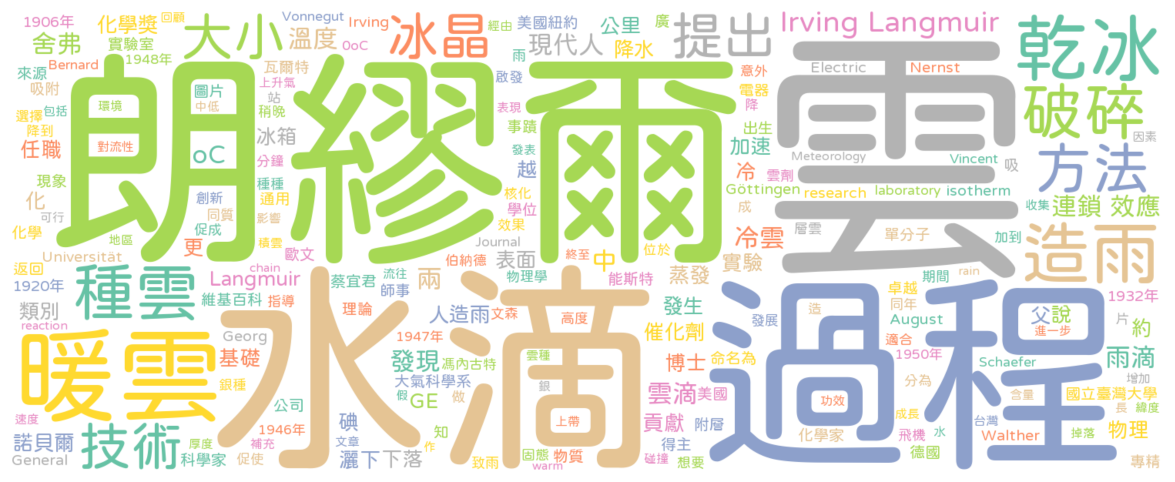 1906年
化學獎
回顧
大小
Vonnegut
Irving
經由
美國紐約
公里
廣
提出
Irving Langmuir
乾冰
舍弗
實驗室
1948年
溫度
0oC
冰晶
雨
現代人
降水
Bernard
來源
吸附
上升氣
站
瓦爾特
啟發
意外
電器
降
Electric
Nernst
雲
破碎
朗繆爾
環境
圖片
中低
稍晚
表現
事蹟
出生
加速
Meteorology
Vincent
吸
方法
因素
選擇
包括
降到
任職
對流性
oC
冰箱
分鐘
發表
越
冷
雲劑
Göttingen
research
laboratory
isotherm
現象
化
可行
種種
創新
同質
通用
影響
核化
學位
效果
成
層雲
收集
連鎖 效應
化學
地區
促成
積雲
更
歐文
Journal
表面
終至
位於
中
冷雲
單分子
加到
造雨
返回
Universität
種雲
chain
Langmuir
蔡宜君
流往
師事
兩
伯納德
物理學
能斯特
蒸發
實驗
期間
rain
1920年
類別
維基百科
指導
理論
人造雨
文森
水滴
高度
發生
過程
卓越
同年
August
發展
造
父
說
進一步
1932年
片
約
reaction
暖雲
Georg
基礎
銀種
1947年
發現
馮內古特
雲種
催化劑
博士
命名為
適合
1950年
Schaefer
雨滴
大氣科學系
GE
假
做
銀
雲滴
美國
分為
國立臺灣大學
增加
速度
公司
1946年
碘
文章
知
作
上帶
貢獻
附層
功效
成長
含量
台灣
長
緯度
諾貝爾
General
技術
厚度
科學家
補充
促使
灑下
下落
致雨
固態
warm
物質
碰撞
得主
想要
化學家
飛機
水
德國
Walther
掉落
物理
專精